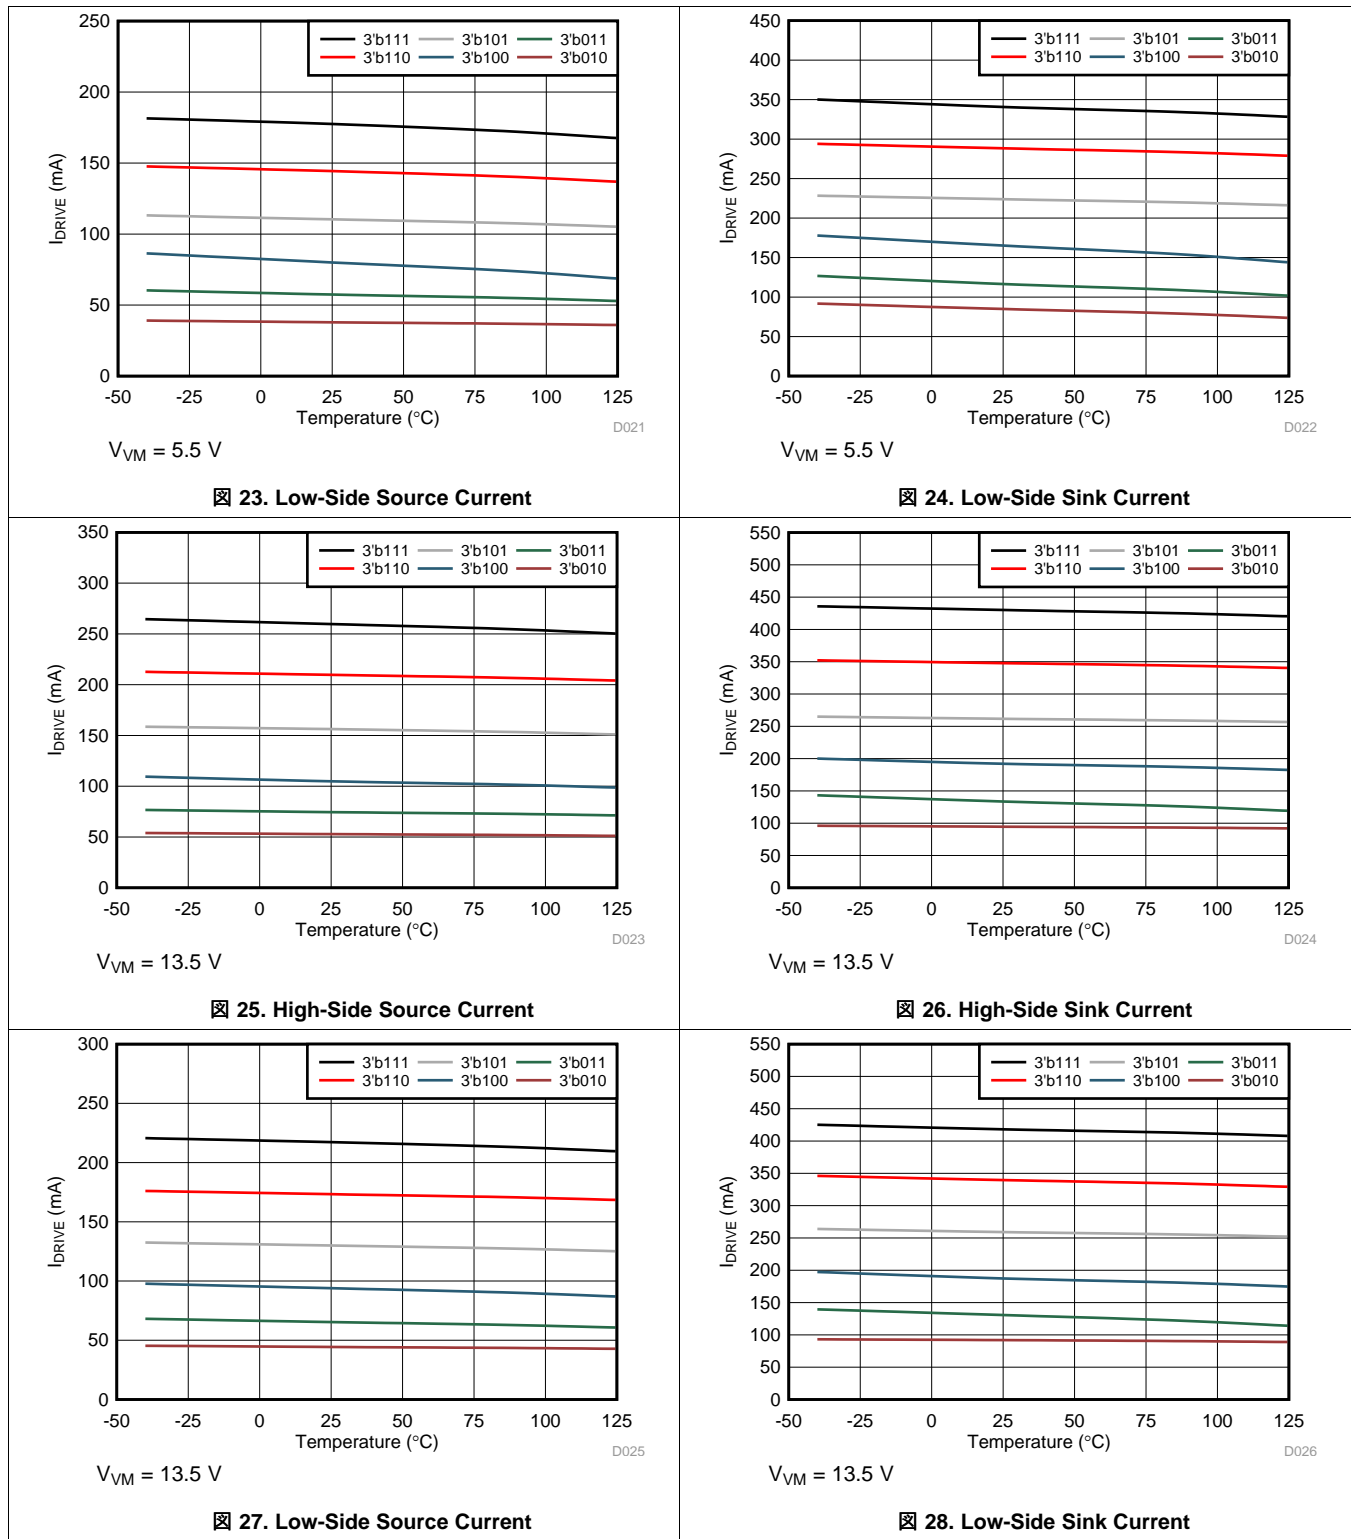 250
200
150
100
50
0
-50 -25 0 25 50 75 100 125
I_DRIVE (mA)
Temperature (°C)
3'b111 3'b101 3'b011
3'b110 3'b100 3'b010
D021
V_VM = 5.5 V
図 23. Low-Side Source Current
450
400
350
300
250
200
150
100
50
0
-50 -25 0 25 50 75 100 125
I_DRIVE (mA)
Temperature (°C)
3'b111 3'b101 3'b011
3'b110 3'b100 3'b010
D022
V_VM = 5.5 V
図 24. Low-Side Sink Current
350
300
250
200
150
100
50
0
-50 -25 0 25 50 75 100 125
I_DRIVE (mA)
Temperature (°C)
3'b111 3'b101 3'b011
3'b110 3'b100 3'b010
D023
V_VM = 13.5 V
図 25. High-Side Source Current
550
500
450
400
350
300
250
200
150
100
50
0
-50 -25 0 25 50 75 100 125
I_DRIVE (mA)
Temperature (°C)
3'b111 3'b101 3'b011
3'b110 3'b100 3'b010
D024
V_VM = 13.5 V
図 26. High-Side Sink Current
300
250
200
150
100
50
0
-50 -25 0 25 50 75 100 125
I_DRIVE (mA)
Temperature (°C)
3'b111 3'b101 3'b011
3'b110 3'b100 3'b010
D025
V_VM = 13.5 V
図 27. Low-Side Source Current
550
500
450
400
350
300
250
200
150
100
50
0
-50 -25 0 25 50 75 100 125
I_DRIVE (mA)
Temperature (°C)
3'b111 3'b101 3'b011
3'b110 3'b100 3'b010
D026
V_VM = 13.5 V
図 28. Low-Side Sink Current